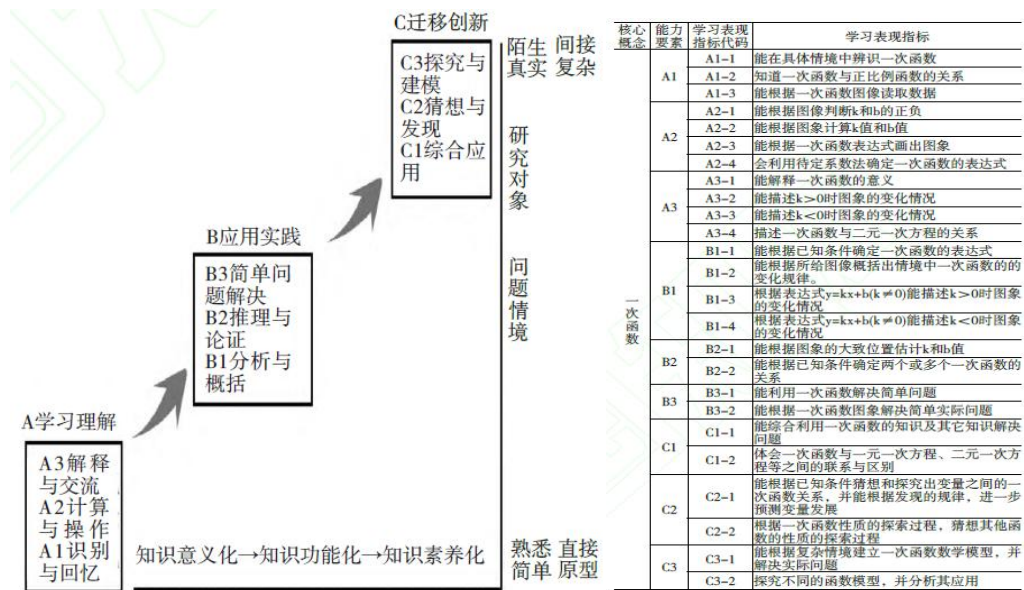 C迁移创新
C3探究与
建模
C2猜想与
发现
C1综合应
用
陌生 间接
真实 复杂
研
究
对
象
B应用实践
B3简单问
题解决
B2推理与
论证
B1分析与
概括
问
题
情
境
A学习理解
A3解释
与交流
A2计算
与操作
A1识别
与回忆
知识意义化→知识功能化→知识素养化
熟悉 直接
简单 原型
核心 能力 学习表现 学习表现指标
概念 要素 指标代码
一次函数
A1
A1-1 能在具体情境中辨识一次函数
A1-2 知道一次函数与正比例函数的关系
A1-3 能根据一次函数图像读取数据
A2
A2-1 能根据图像判断k和b的正负
A2-2 能根据图象计算k值和b值
A2-3 能根据一次函数表达式画出图象
A2-4 会利用待定系数法确定一次函数的表达式
A3
A3-1 能解释一次函数的意义
A3-2 能描述k>0时图象的变化情况
A3-3 能描述k<0时图象的变化情况
A3-4 描述一次函数与二元一次方程的关系
B1
B1-1 能根据已知条件确定一次函数的表达式
B1-2 能根据所给图像概括出情境中一次函数的的
变化规律。
B1-3 根据表达式y=kx+b(k≠0)能描述k>0时图象
的变化情况
B1-4 根据表达式y=kx+b(k≠0)能描述k<0时图象
的变化情况
B2
B2-1 能根据图象的大致位置估计k和b值
B2-2 能根据已知条件确定两个或多个一次函数的
关系
B3
B3-1 能利用一次函数解决简单问题
B3-2 能根据一次函数图象解决简单实际问题
C1
C1-1 能综合利用一次函数的知识及其它知识解决
问题
C1-2 体会一次函数与一元一次方程、二元一次方
程等之间的联系与区别
C2
C2-1 能根据已知条件猜想和探究出变量之间的一
次函数关系，并能根据发现的规律，进一步
预测变量发展
C2-2 根据一次函数性质的探索过程，猜想其他函
数的性质的探索过程
C3
C3-1 能根据复杂情境建立一次函数数学模型，并
解决实际问题
C3-2 探究不同的函数模型，并分析其应用